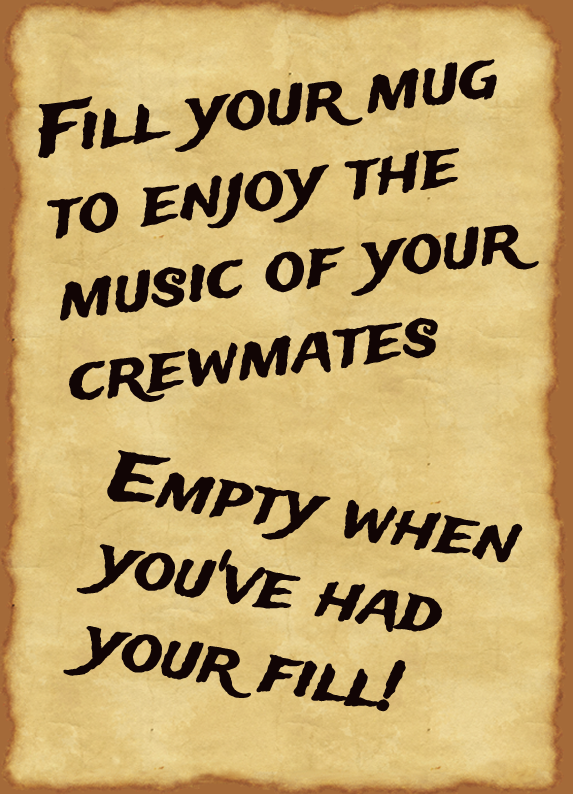 Fill your mug
to enjoy the
music of your
crewmates
Empty when
you've had
your fill!